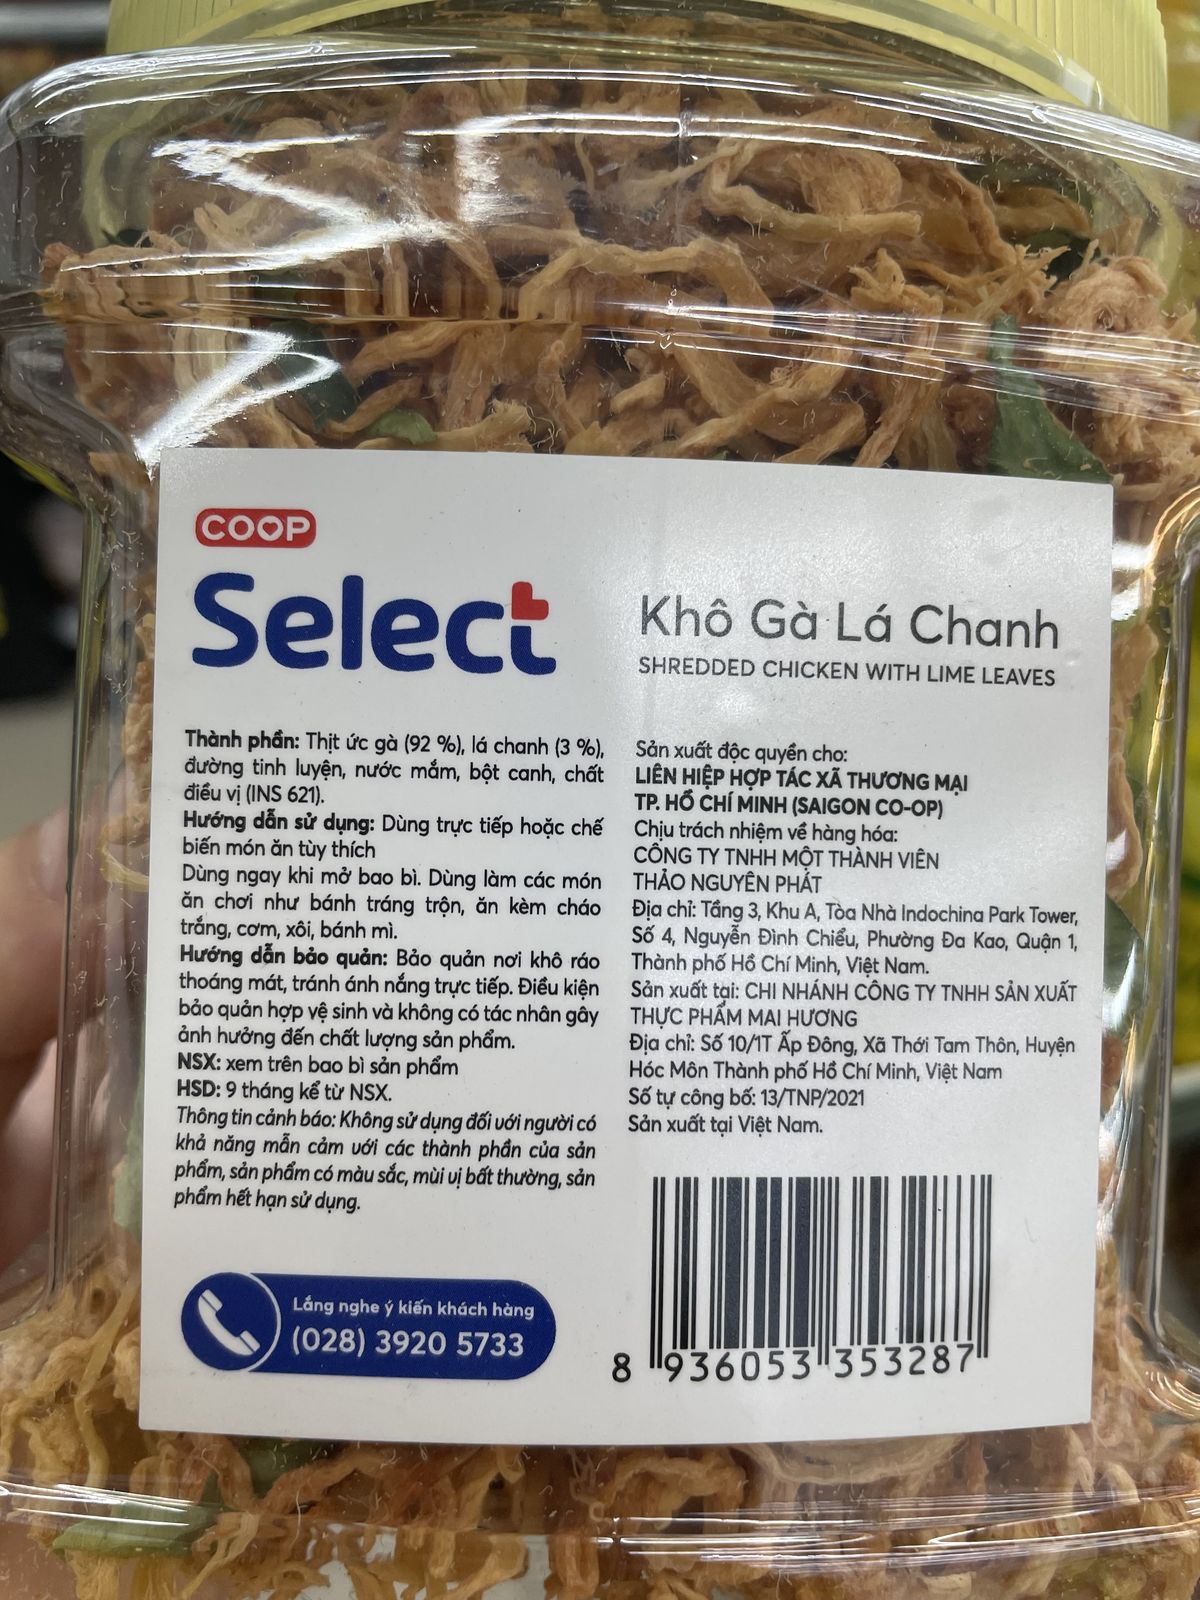 COOP
Select
Khô Gà Lá Chanh
SHREDDED CHICKEN WITH LIME LEAVES
Thành phần: Thịt ức gà (92 %), lá chanh (3 %),
đường tinh luyện, nước mắm, bột canh, chất
điều vị (INS 621).
Hướng dẫn sử dụng: Dùng trực tiếp hoặc chế
biến món ăn tùy thích
Dùng ngay khi mở bao bì. Dùng làm các món
ăn chơi như bánh tráng trộn, ăn kèm cháo
trắng, cơm, xôi, bánh mì.
Hướng dẫn bảo quản: Bảo quản nơi khô ráo
thoáng mát, tránh ánh nắng trực tiếp. Điều kiện
bảo quản hợp vệ sinh và không có tác nhân gây
ảnh hưởng đến chất lượng sản phẩm.
NSX: xem trên bao bì sản phẩm
HSD: 9 tháng kể từ NSX.
Thông tin cảnh báo: Không sử dụng đối với người có
khả năng mẫn cảm với các thành phần của sản
phẩm, sản phẩm có màu sắc, mùi vị bất thường, sản
phẩm hết hạn sử dụng.
Lắng nghe ý kiến khách hàng
(028) 3920 5733
Sản xuất độc quyền cho:
LIÊN HIỆP HỢP TÁC XÃ THƯƠNG MẠI
TP. HỒ CHÍ MINH (SAIGON CO-OP)
Chịu trách nhiệm về hàng hóa:
CÔNG TY TNHH MỘT THÀNH VIÊN
THẢO NGUYÊN PHÁT
Địa chỉ: Tầng 3, Khu A, Tòa Nhà Indochina Park Tower,
Số 4, Nguyễn Đình Chiểu, Phường Đa Kao, Quận 1,
Thành phố Hồ Chí Minh, Việt Nam.
Sản xuất tại: CHI NHÁNH CÔNG TY TNHH SẢN XUẤT
THỰC PHẨM MAI HƯƠNG
Địa chỉ: Số 10/1T Ấp Đông, Xã Thới Tam Thôn, Huyện
Hóc Môn Thành phố Hồ Chí Minh, Việt Nam
Số tự công bố: 13/TNP/2021
Sản xuất tại Việt Nam.
8 936053 353287